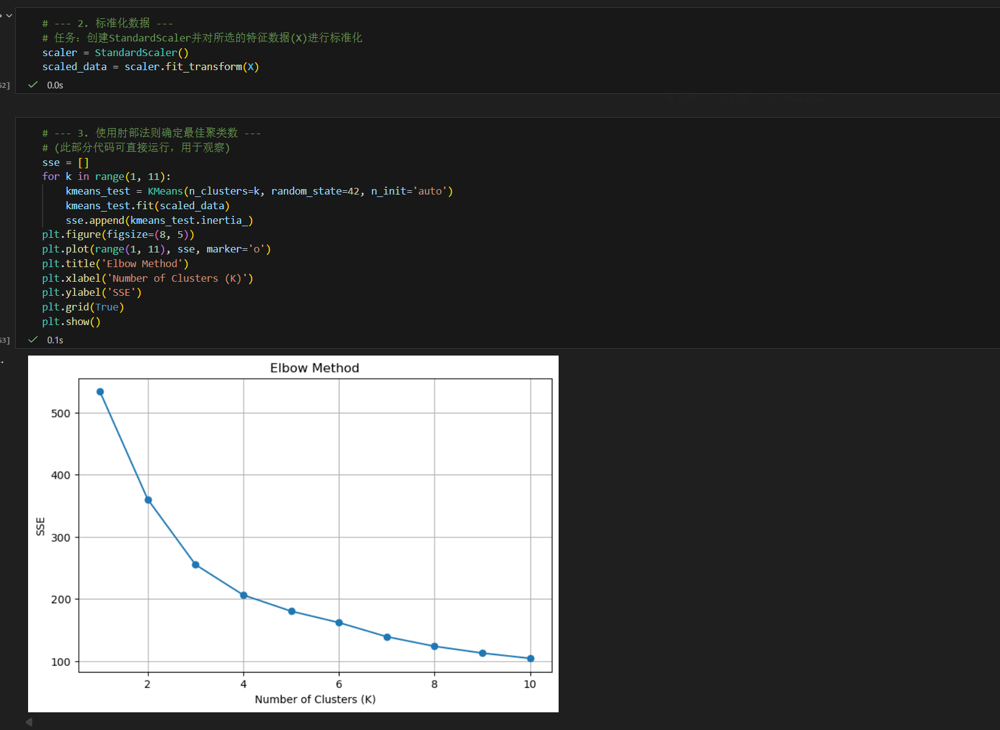 # --- 2. 标准化数据 ---
# 任务：创建StandardScaler并对所选的特征数据(X)进行标准化
scaler = StandardScaler()
scaled_data = scaler.fit_transform(X)
0.0s
# --- 3. 使用肘部法则确定最佳聚类数 ---
# (此部分代码可直接运行，用于观察)
sse = []
for k in range(1, 11):
    kmeans_test = KMeans(n_clusters=k, random_state=42, n_init='auto')
    kmeans_test.fit(scaled_data)
    sse.append(kmeans_test.inertia_)
plt.figure(figsize=(8, 5))
plt.plot(range(1, 11), sse, marker='o')
plt.title('Elbow Method')
plt.xlabel('Number of Clusters (K)')
plt.ylabel('SSE')
plt.grid(True)
plt.show()
0.1s
Elbow Method
500
400
300
200
100
SSE
2 4 6 8 10
Number of Clusters (K)